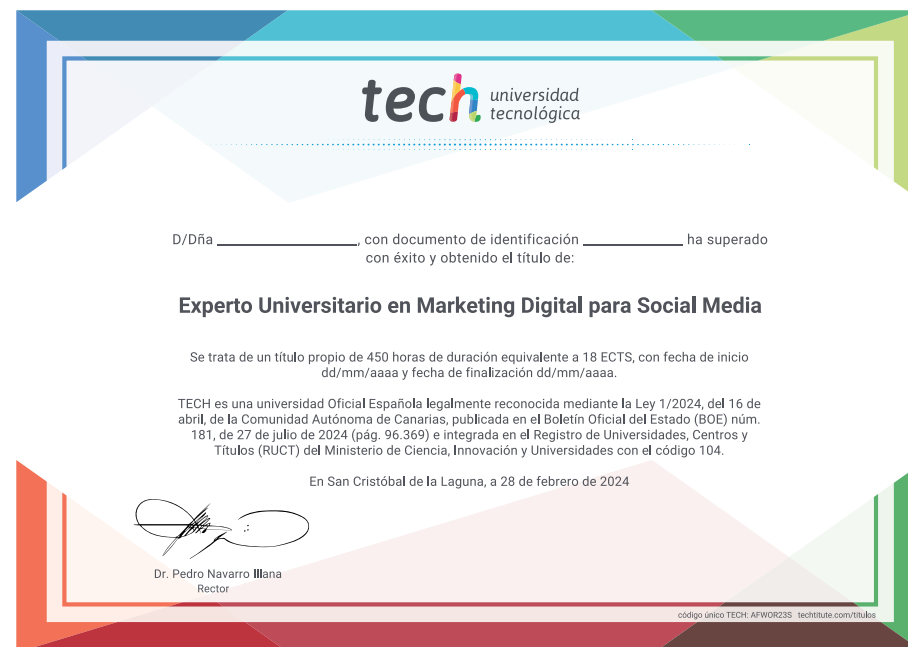 tech universidad
tecnológica
D/Dña ____________________, con documento de identificación ______________ ha superado
con éxito y obtenido el título de:
Experto Universitario en Marketing Digital para Social Media
Se trata de un título propio de 450 horas de duración equivalente a 18 ECTS, con fecha de inicio
dd/mm/aaaa y fecha de finalización dd/mm/aaaa.
TECH es una universidad Oficial Española legalmente reconocida mediante la Ley 1/2024, del 16 de
abril, de la Comunidad Autónoma de Canarias, publicada en el Boletín Oficial del Estado (BOE) núm.
181, de 27 de julio de 2024 (pág. 96.369) e integrada en el Registro de Universidades, Centros y
Títulos (RUCT) del Ministerio de Ciencia, Innovación y Universidades con el código 104.
En San Cristóbal de la Laguna, a 28 de febrero de 2024
Dr. Pedro Navarro Illana
Rector
código único TECH: AFWOR23S techtitute.com/titulos